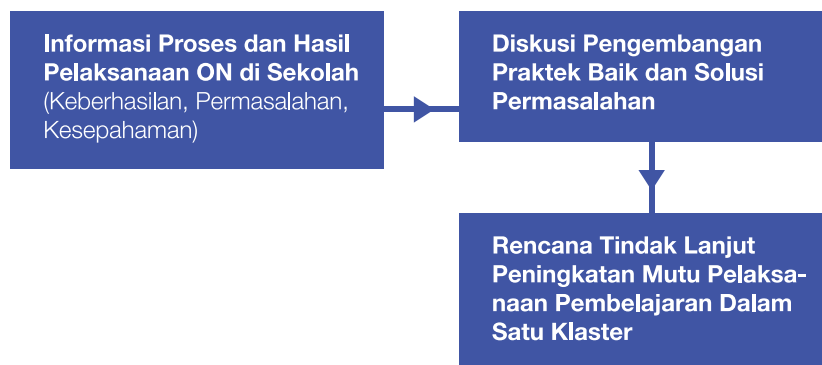 Informasi Proses dan Hasil
Pelaksanaan ON di Sekolah
(Keberhasilan, Permasalahan,
Kesepahaman)
Diskusi Pengembangan
Praktek Baik dan Solusi
Permasalahan
Rencana Tindak Lanjut
Peningkatan Mutu Pelaksa-
naan Pembelajaran Dalam
Satu Klaster